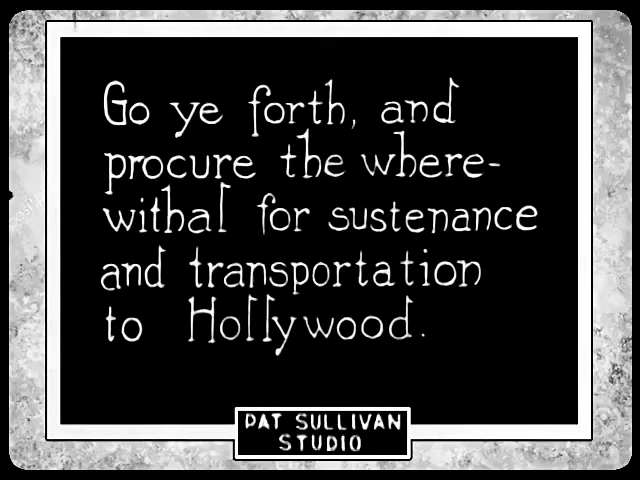 Go ye forth, and
procure the where-
withal for sustenance
and transportation
to Hollywood.
PAT SULLIVAN
STUDIO